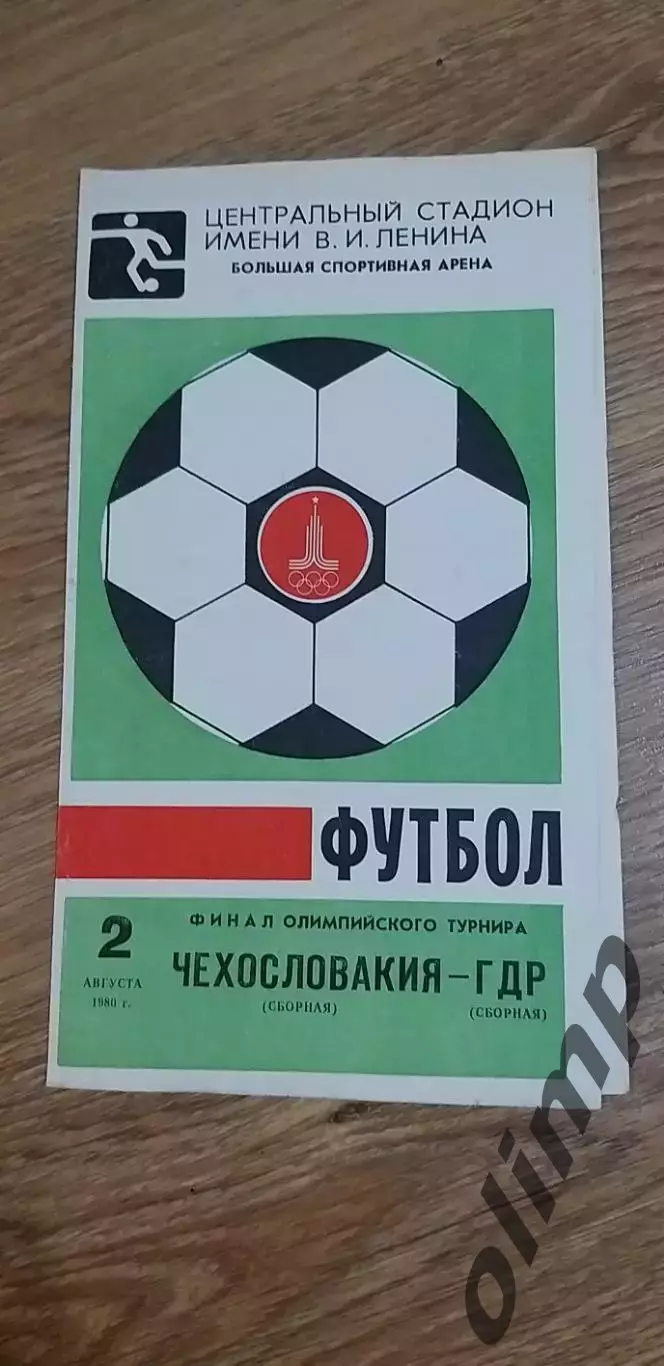 ЦЕНТРАЛЬНЫЙ СТАДИОН
ИМЕНИ В. И. ЛЕНИНА
БОЛЬШАЯ СПОРТИВНАЯ АРЕНА
ФУТБОЛ
ФИНАЛ ОЛИМПИЙСКОГО ТУРНИРА
2
АВГУСТА
1980 г.
ЧЕХОСЛОВАКИЯ – ГДР
(СБОРНАЯ) (СБОРНАЯ)
olimp